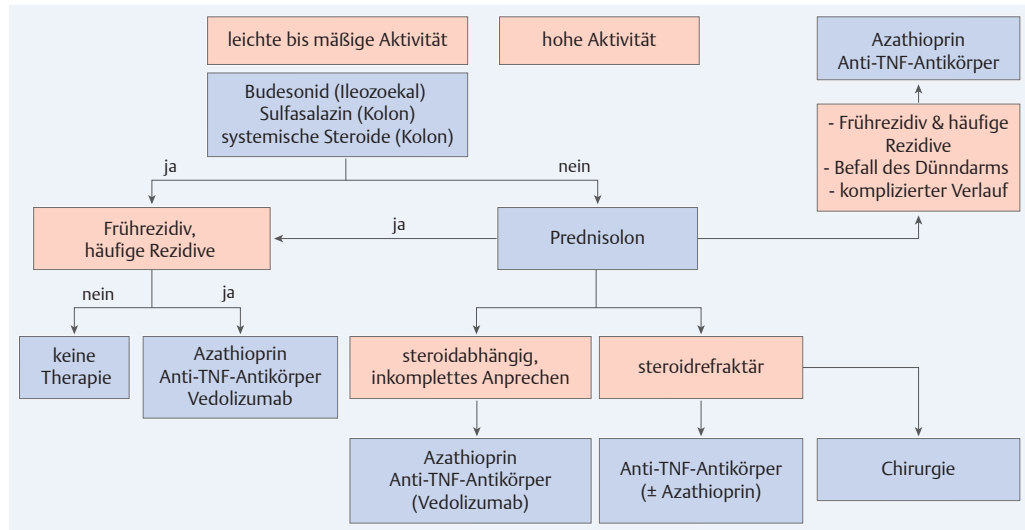 leichte bis mäßige Aktivität
hohe Aktivität
Azathioprin
Anti-TNF-Antikörper
Budesonid (Ileozoekal)
Sulfasalazin (Kolon)
systemische Steroide (Kolon)
- Frührezidiv & häufige
Rezidive
- Befall des Dünndarms
- komplizierter Verlauf
ja
nein
Frührezidiv,
häufige Rezidive
ja
Prednisolon
nein
ja
keine
Therapie
Azathioprin
Anti-TNF-Antikörper
Vedolizumab
steroidabhängig,
inkomplettes Anprechen
steroidrefraktär
Azathioprin
Anti-TNF-Antikörper
(Vedolizumab)
Anti-TNF-Antikörper
(± Azathioprin)
Chirurgie